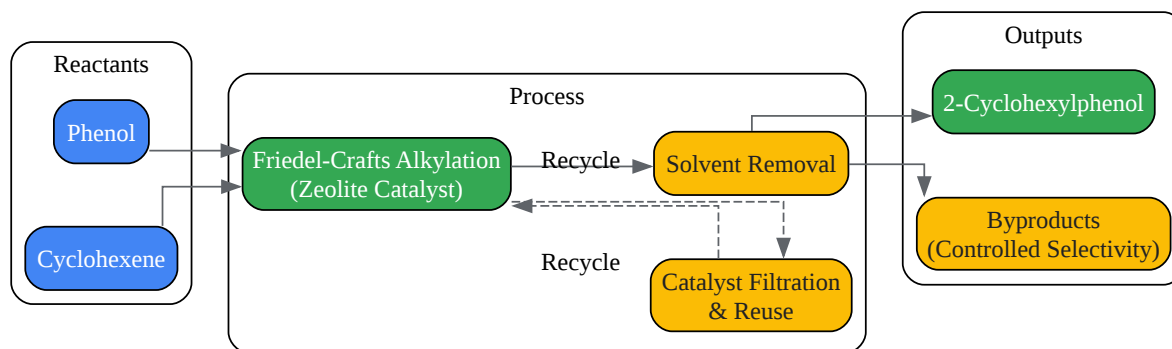 Reactants
Phenol
Cyclohexene
Process
Friedel-Crafts Alkylation
(Zeolite Catalyst)
Recycle
Solvent Removal
Recycle
Catalyst Filtration
& Reuse
Outputs
2-Cyclohexylphenol
Byproducts
(Controlled Selectivity)